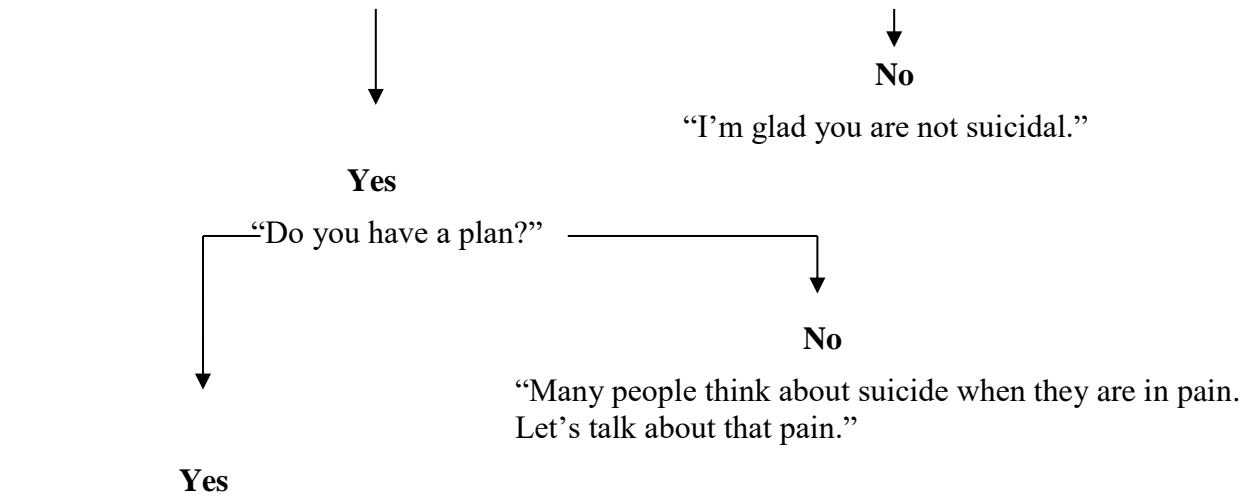 No
“I’m glad you are not suicidal.”
Yes
“Do you have a plan?”
No
“Many people think about suicide when they are in pain.
Let’s talk about that pain.”
Yes